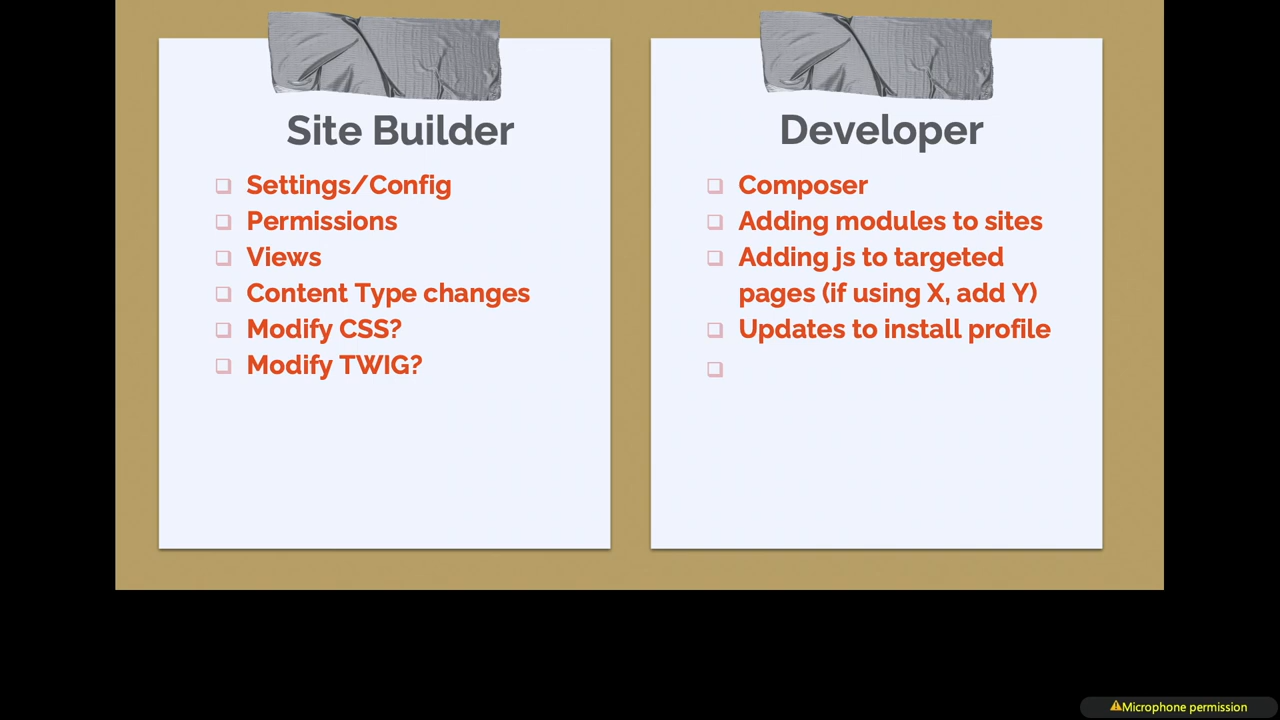 Site Builder
Settings/Config
Permissions
Views
Content Type changes
Modify CSS?
Modify TWIG?
Developer
Composer
Adding modules to sites
Adding js to targeted
pages (if using X, add Y)
Updates to install profile
Microphone permission